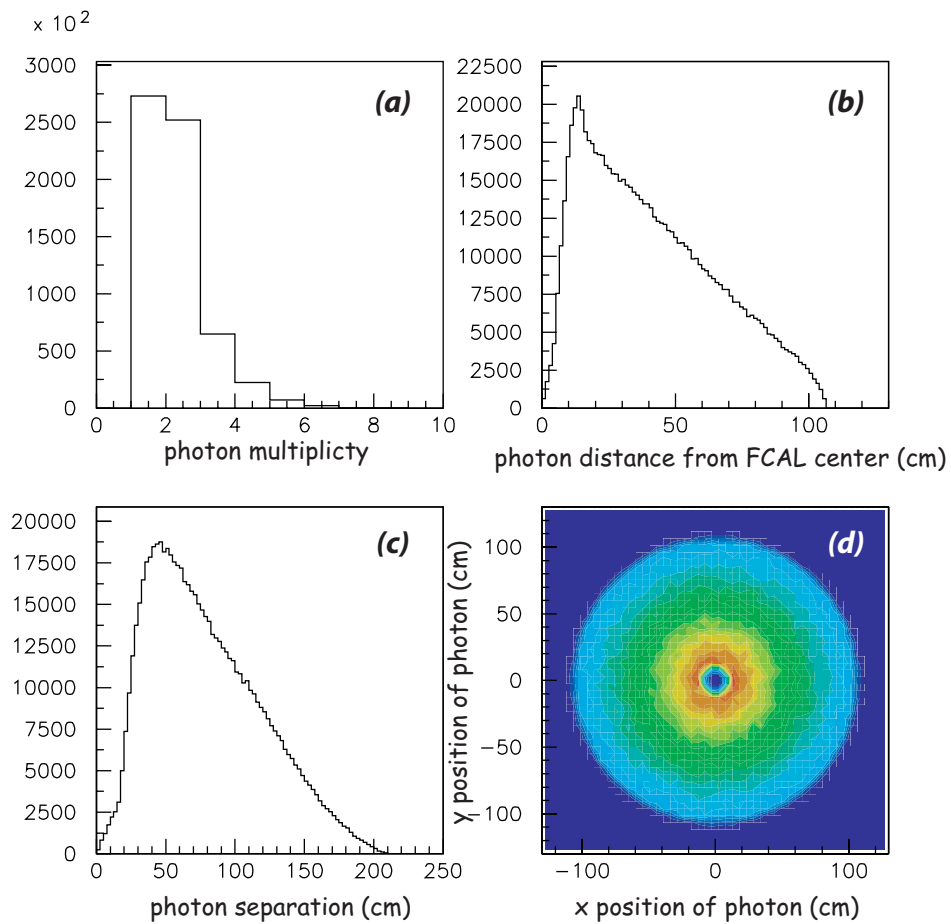 × 10²
3000
2500
2000
1500
1000
500
0
0 2 4 6 8 10
(a)
photon multiplicty
22500
20000
17500
15000
12500
10000
7500
5000
2500
0
0 50 100
(b)
photon distance from FCAL center (cm)
20000
17500
15000
12500
10000
7500
5000
2500
0
0 50 100 150 200 250
(c)
photon separation (cm)
y position of photon (cm)
100
50
0
−50
−100
−100 0 100
(d)
x position of photon (cm)